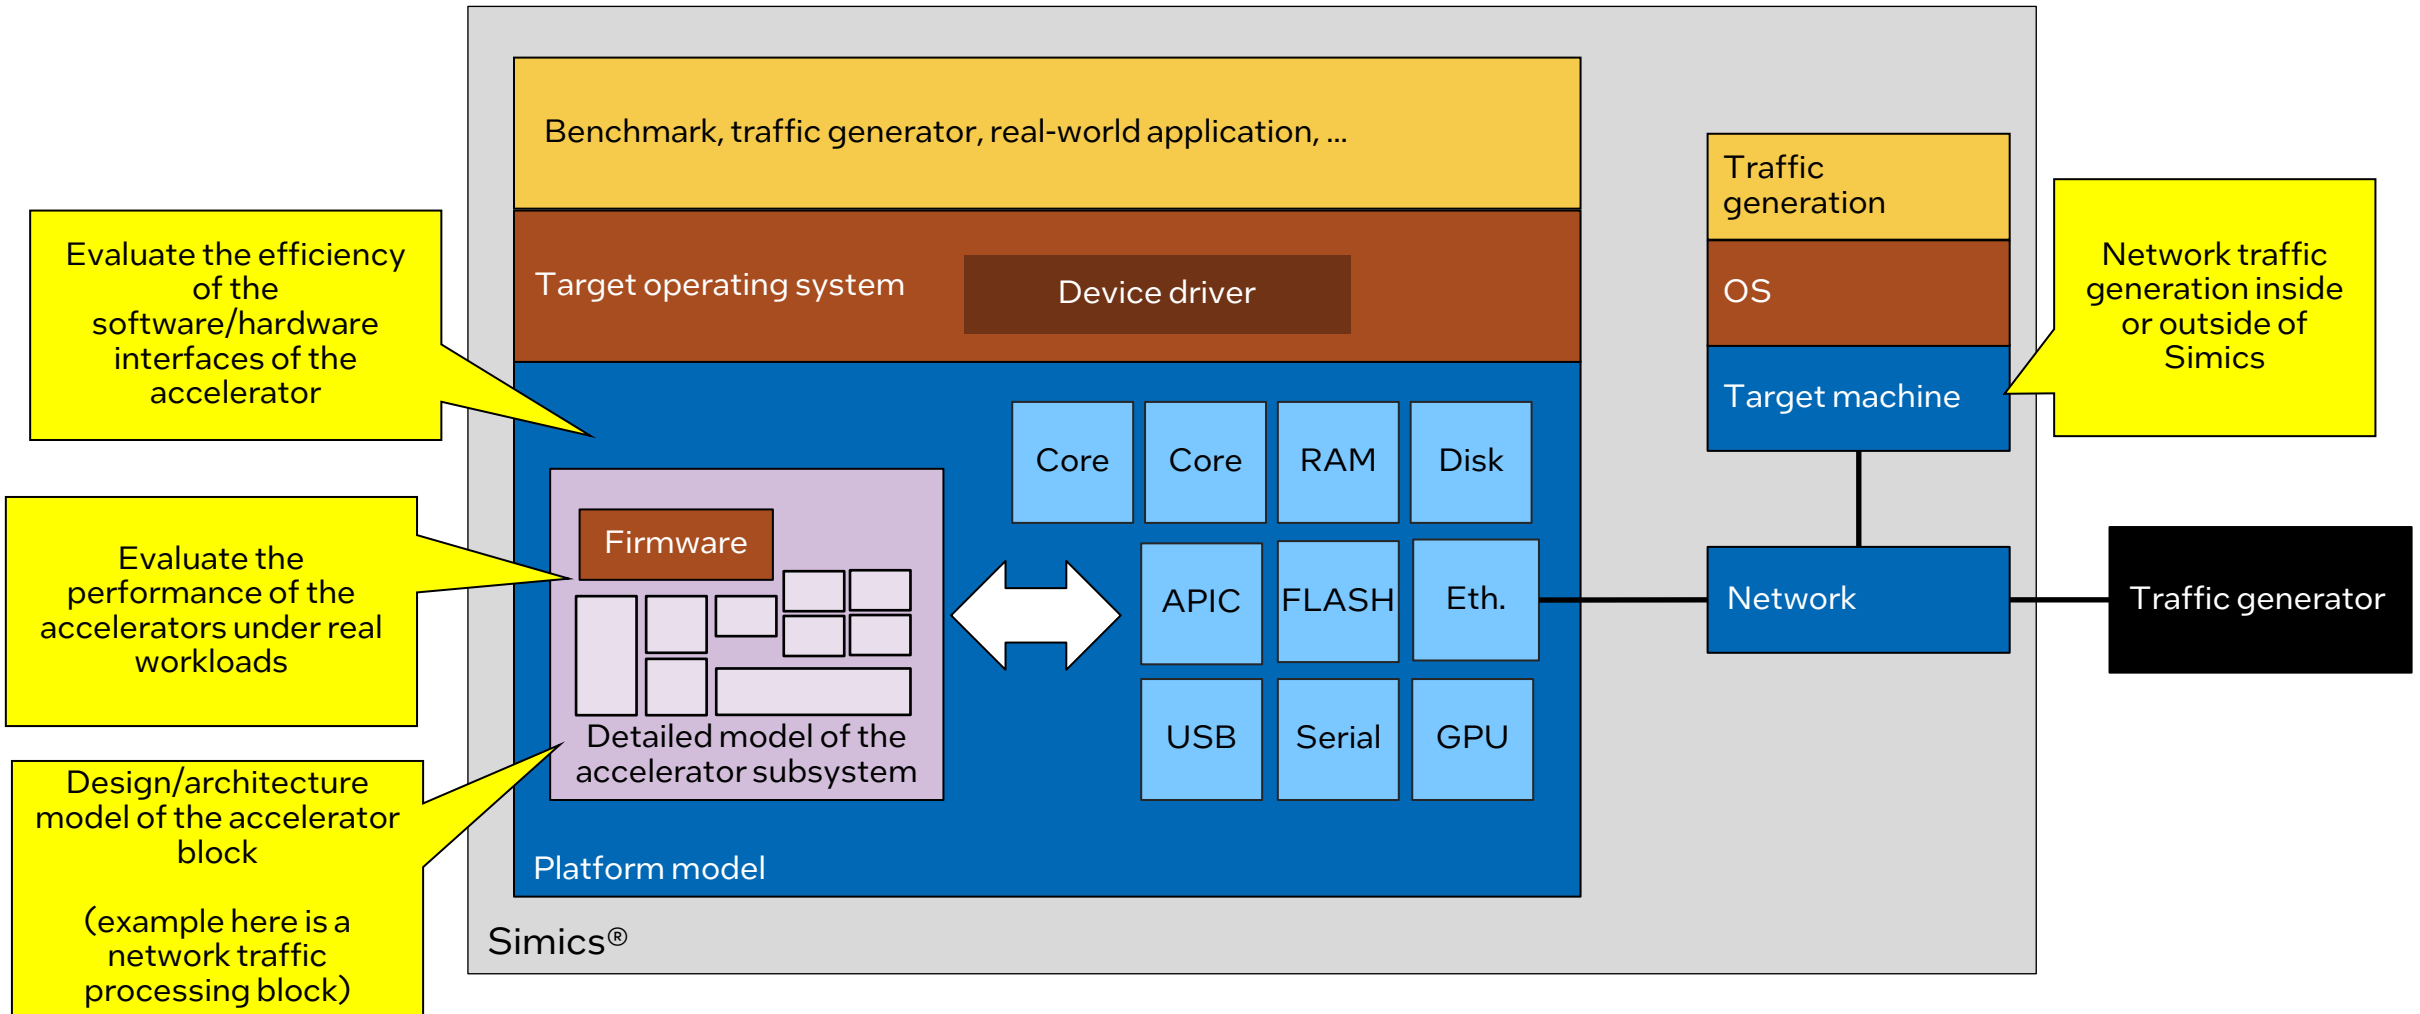 Benchmark, traffic generator, real-world application, ...
Target operating system
Device driver
Evaluate the efficiency
of the
software/hardware
interfaces of the
accelerator
Evaluate the
performance of the
accelerators under real
workloads
Design/architecture
model of the accelerator
block
(example here is a
network traffic
processing block)
Firmware
Detailed model of the
accelerator subsystem
Core
Core
RAM
Disk
APIC
FLASH
Eth.
USB
Serial
GPU
Platform model
Simics®
Traffic
generation
OS
Target machine
Network
Network traffic
generation inside
or outside of
Simics
Traffic generator